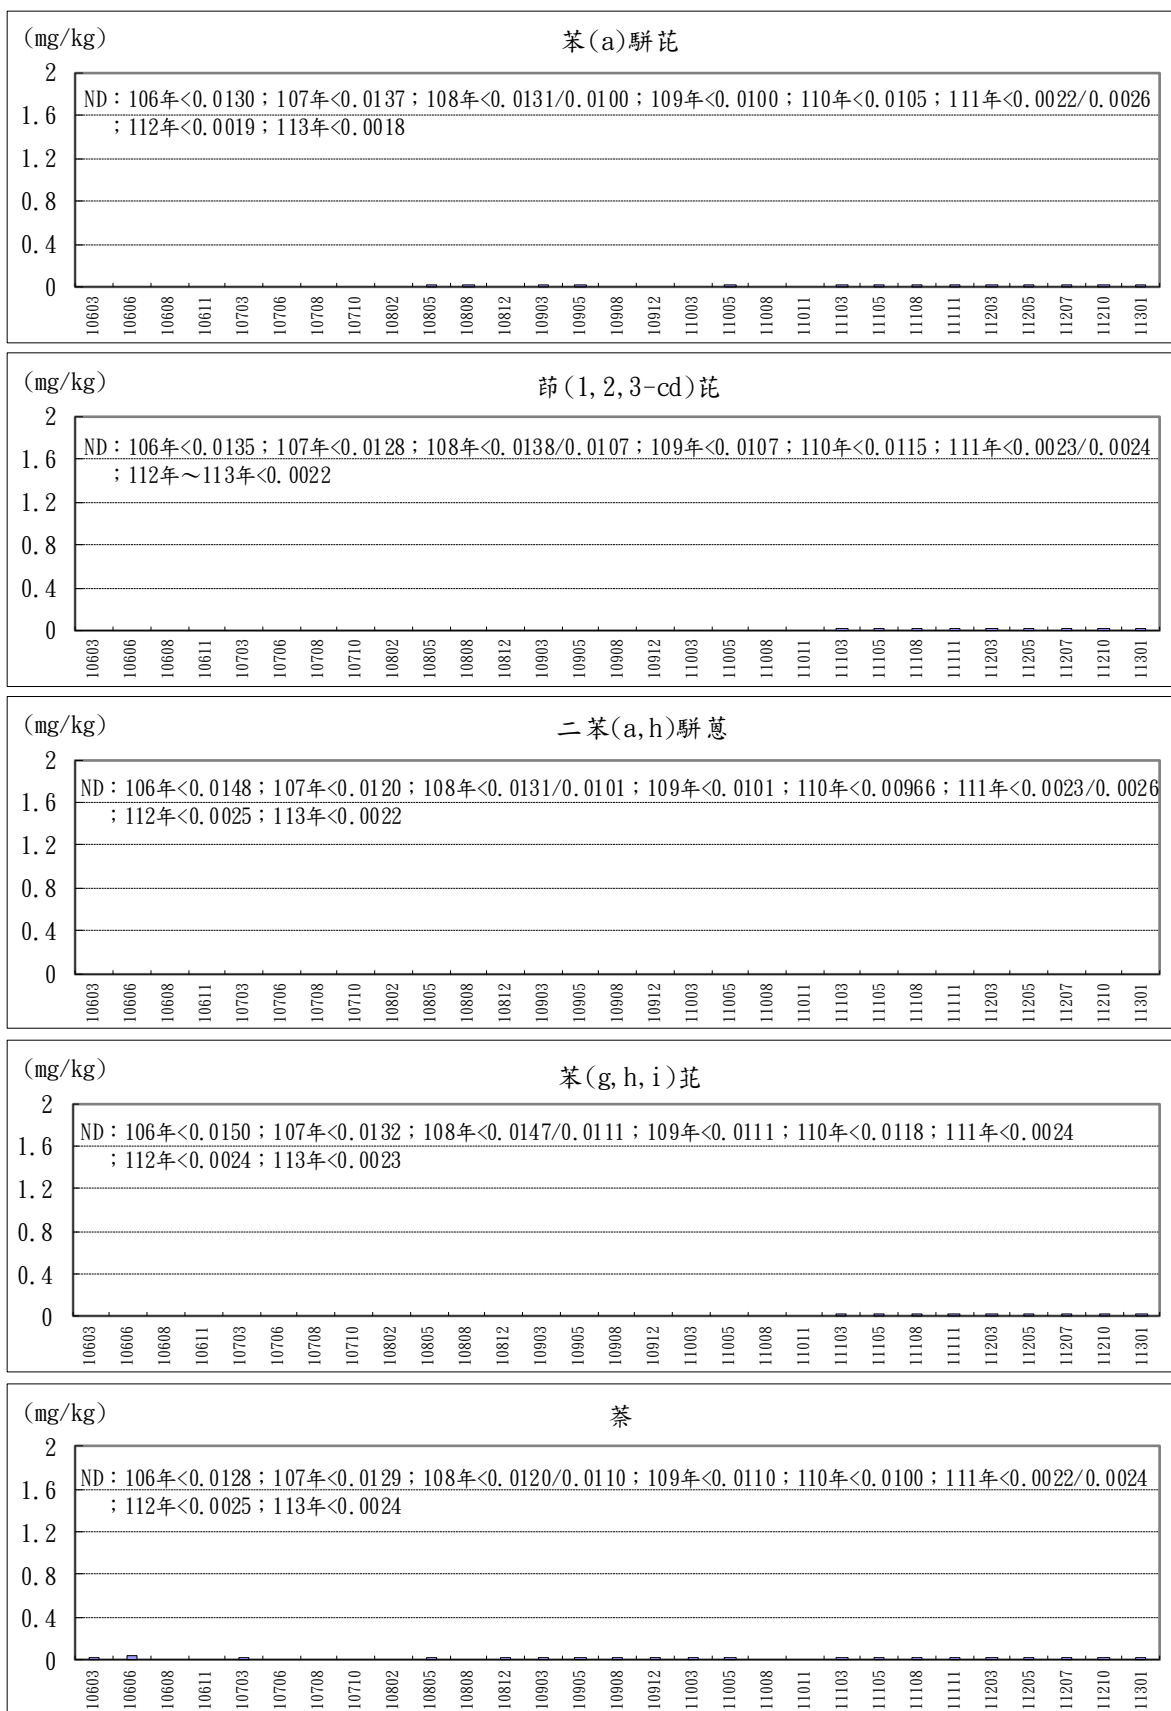 (mg/kg)
苯(a)駢芘
2
ND：106年<0.0130；107年<0.0137；108年<0.0131/0.0100；109年<0.0100；110年<0.0105；111年<0.0022/0.0026
1.6
；112年<0.0019；113年<0.0018
1.2
0.8
0.4
0
10603 10606 10608 10611 10703 10706 10708 10710 10802 10805 10808 10812 10903 10905 10908 10912 11003 11005 11008 11011 11103 11105 11108 11111 11203 11205 11207 11210 11301
(mg/kg)
茚(1,2,3-cd)芘
2
ND：106年<0.0135；107年<0.0128；108年<0.0138/0.0107；109年<0.0107；110年<0.0115；111年<0.0023/0.0024
1.6
；112年～113年<0.0022
1.2
0.8
0.4
0
10603 10606 10608 10611 10703 10706 10708 10710 10802 10805 10808 10812 10903 10905 10908 10912 11003 11005 11008 11011 11103 11105 11108 11111 11203 11205 11207 11210 11301
(mg/kg)
二苯(a,h)駢蒽
2
ND：106年<0.0148；107年<0.0120；108年<0.0131/0.0101；109年<0.0101；110年<0.00966；111年<0.0023/0.0026
1.6
；112年<0.0025；113年<0.0022
1.2
0.8
0.4
0
10603 10606 10608 10611 10703 10706 10708 10710 10802 10805 10808 10812 10903 10905 10908 10912 11003 11005 11008 11011 11103 11105 11108 11111 11203 11205 11207 11210 11301
(mg/kg)
苯(g,h,i)苝
2
ND：106年<0.0150；107年<0.0132；108年<0.0147/0.0111；109年<0.0111；110年<0.0118；111年<0.0024
1.6
；112年<0.0024；113年<0.0023
1.2
0.8
0.4
0
10603 10606 10608 10611 10703 10706 10708 10710 10802 10805 10808 10812 10903 10905 10908 10912 11003 11005 11008 11011 11103 11105 11108 11111 11203 11205 11207 11210 11301
(mg/kg)
萘
2
ND：106年<0.0128；107年<0.0129；108年<0.0120/0.0110；109年<0.0110；110年<0.0100；111年<0.0022/0.0024
1.6
；112年<0.0025；113年<0.0024
1.2
0.8
0.4
0
10603 10606 10608 10611 10703 10706 10708 10710 10802 10805 10808 10812 10903 10905 10908 10912 11003 11005 11008 11011 11103 11105 11108 11111 11203 11205 11207 11210 11301